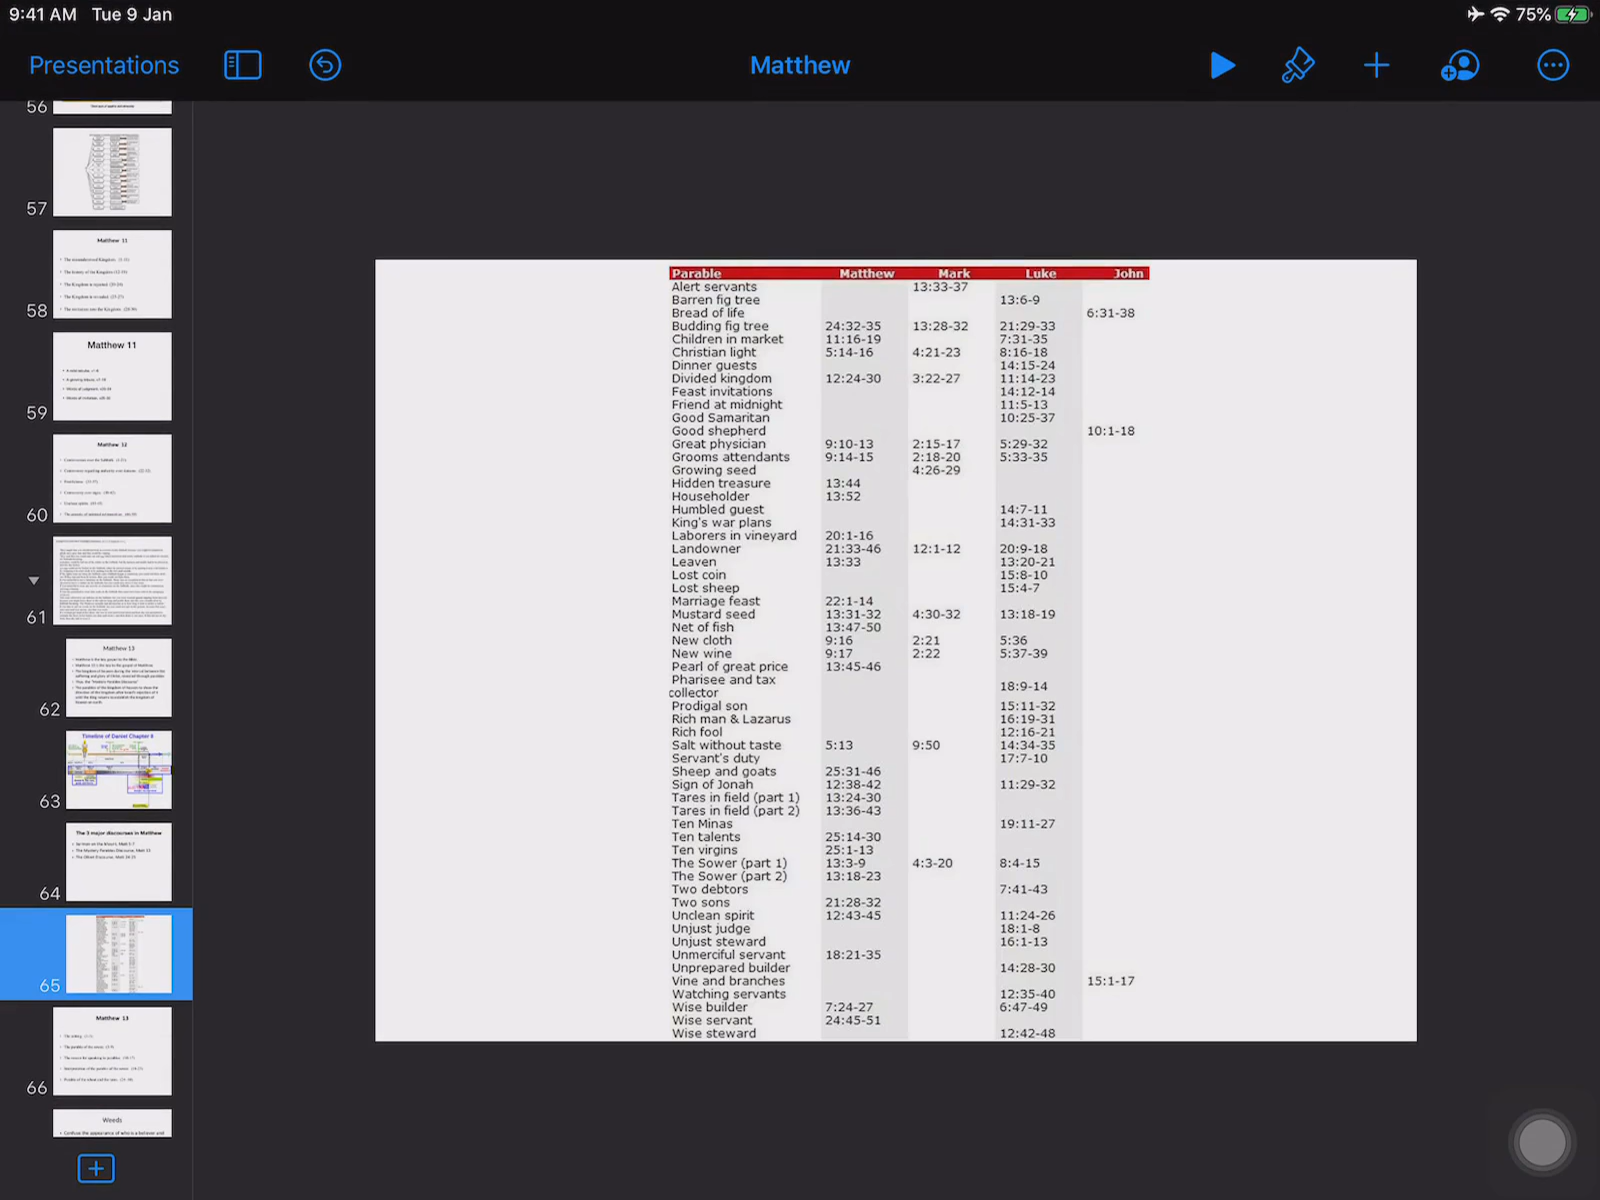 9:41 AM Tue 9 Jan
75%
Presentations
Matthew
56
57
58
Matthew 11
59
Matthew 11
60
Matthew 12
61
62
Matthew 13
63
Timeline of Daniel Chapter 9
64
The 3 major discourses in Matthew
65
66
Matthew 13
Weeds
Parable Matthew Mark Luke John
Alert servants 13:33-37
Barren fig tree 13:6-9
Bread of life 6:31-38
Budding fig tree 24:32-35 13:28-32 21:29-33
Children in market 11:16-19 7:31-35
Christian light 5:14-16 4:21-23 8:16-18
Dinner guests 14:15-24
Divided kingdom 12:24-30 3:22-27 11:14-23
Feast invitations 14:12-14
Friend at midnight 11:5-13
Good Samaritan 10:25-37
Good shepherd 10:1-18
Great physician 9:10-13 2:15-17 5:29-32
Grooms attendants 9:14-15 2:18-20 5:33-35
Growing seed 4:26-29
Hidden treasure 13:44
Householder 13:52
Humbled guest 14:7-11
King's war plans 14:31-33
Laborers in vineyard 20:1-16
Landowner 21:33-46 12:1-12 20:9-18
Leaven 13:33 13:20-21
Lost coin 15:8-10
Lost sheep 15:4-7
Marriage feast 22:1-14
Mustard seed 13:31-32 4:30-32 13:18-19
Net of fish 13:47-50
New cloth 9:16 2:21 5:36
New wine 9:17 2:22 5:37-39
Pearl of great price 13:45-46
Pharisee and tax
collector 18:9-14
Prodigal son 15:11-32
Rich man & Lazarus 16:19-31
Rich fool 12:16-21
Salt without taste 5:13 9:50 14:34-35
Servant's duty 17:7-10
Sheep and goats 25:31-46
Sign of Jonah 12:38-42 11:29-32
Tares in field (part 1) 13:24-30
Tares in field (part 2) 13:36-43
Ten Minas 19:11-27
Ten talents 25:14-30
Ten virgins 25:1-13
The Sower (part 1) 13:3-9 4:3-20 8:4-15
The Sower (part 2) 13:18-23
Two debtors 7:41-43
Two sons 21:28-32
Unclean spirit 12:43-45 11:24-26
Unjust judge 18:1-8
Unjust steward 16:1-13
Unmerciful servant 18:21-35
Unprepared builder 14:28-30
Vine and branches 15:1-17
Watching servants 12:35-40
Wise builder 7:24-27 6:47-49
Wise servant 24:45-51
Wise steward 12:42-48